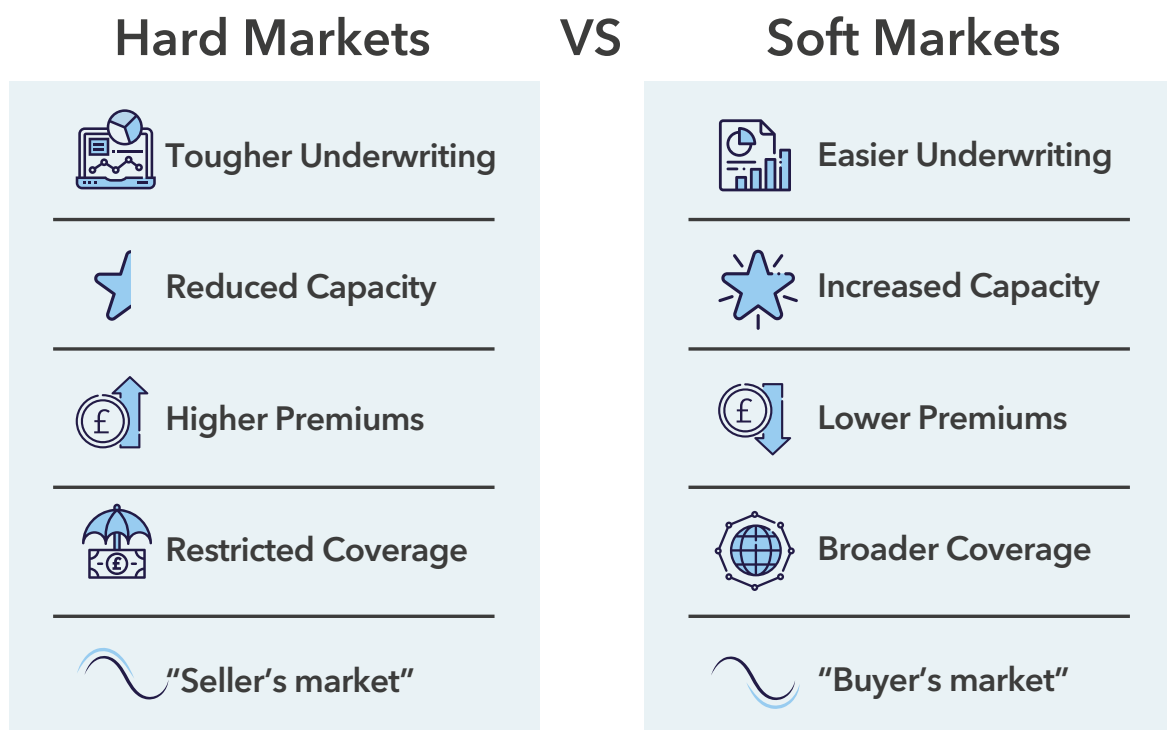 Hard Markets
VS
Soft Markets
Tougher Underwriting
Reduced Capacity
£
Higher Premiums
£
Restricted Coverage
“Seller’s market”
Easier Underwriting
Increased Capacity
£
Lower Premiums
Broader Coverage
“Buyer’s market”